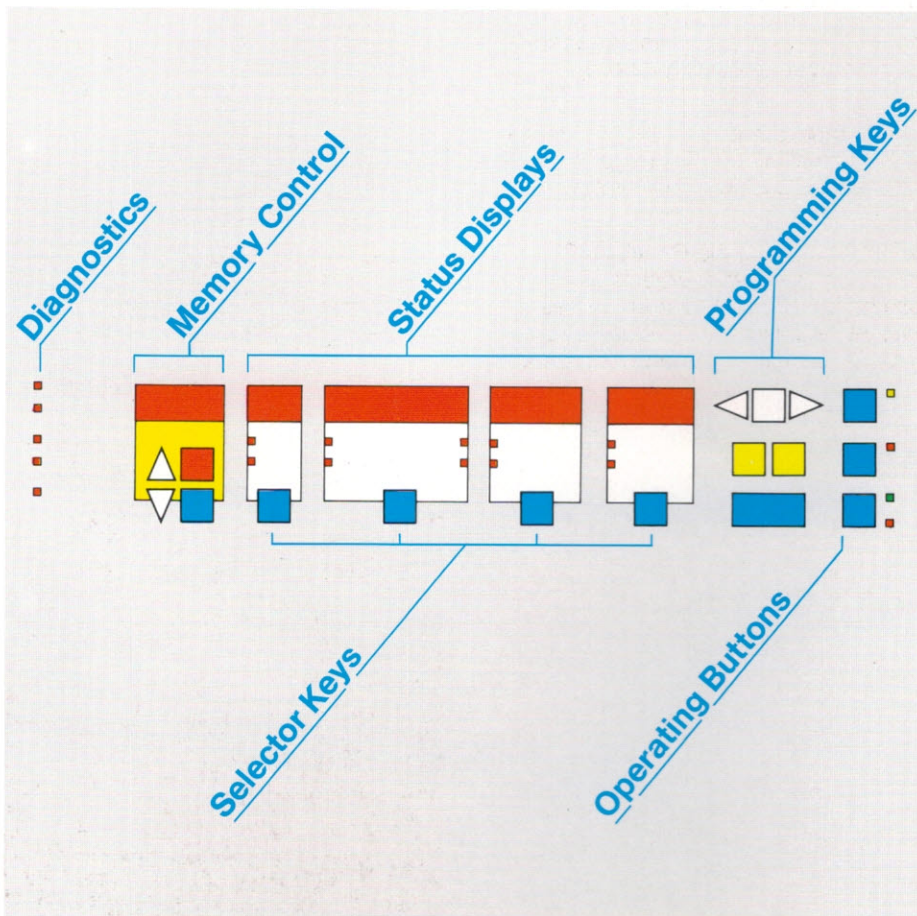 Diagnostics
Memory Control
Status Displays
Programming Keys
Selector Keys
Operating Buttons